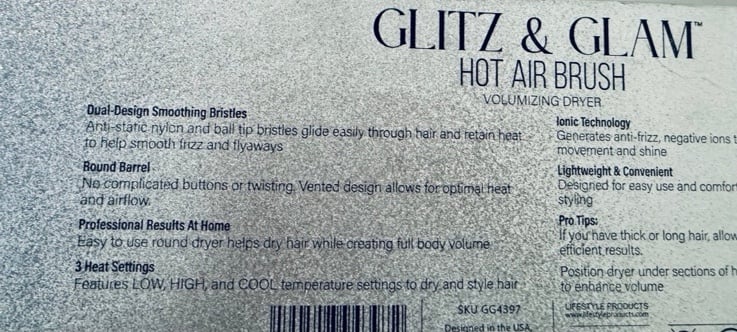 GLITZ & GLAM™
HOT AIR BRUSH
VOLUMIZING DRYER
Dual-Design Smoothing Bristles
Anti-static nylon and ball tip bristles glide easily through hair and retain heat
to help smooth frizz and flyaways
Round Barrel
No complicated buttons or twisting. Vented design allows for optimal heat
and airflow.
Professional Results At Home
Easy to use round dryer helps dry hair while creating full body volume
3 Heat Settings
Features LOW, HIGH, and COOL temperature settings to dry and style hair
Ionic Technology
Generates anti-frizz, negative ions
movement and shine
Lightweight & Convenient
Designed for easy use and
styling
Pro Tips:
If you have thick or long hair,
efficient results.
Position dryer under sections of
to enhance volume
SKU GG4397
Designed in the USA
LIFESTYLE PRODUCTS
www.lifestyleproducts.com